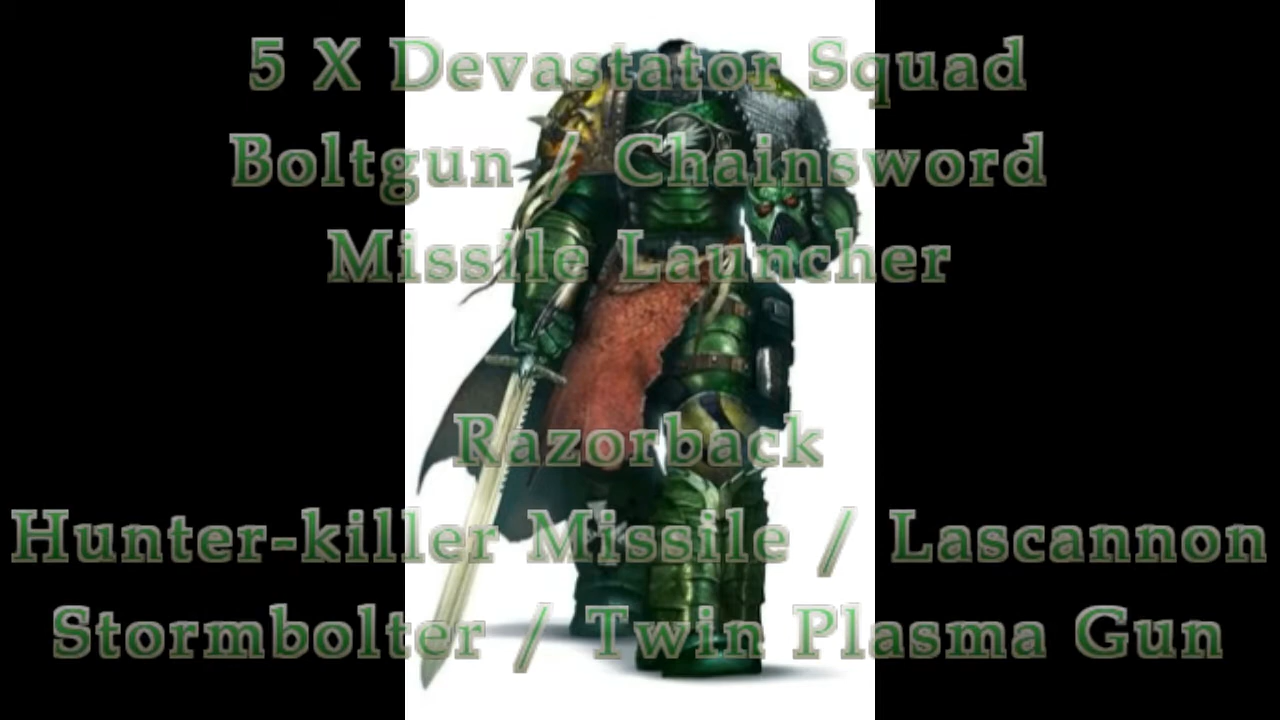 5 X Devastator Squad
Boltgun / Chainsword
Missile Launcher
Razorback
Hunter-killer Missile / Lascannon
Stormbolter / Twin Plasma Gun